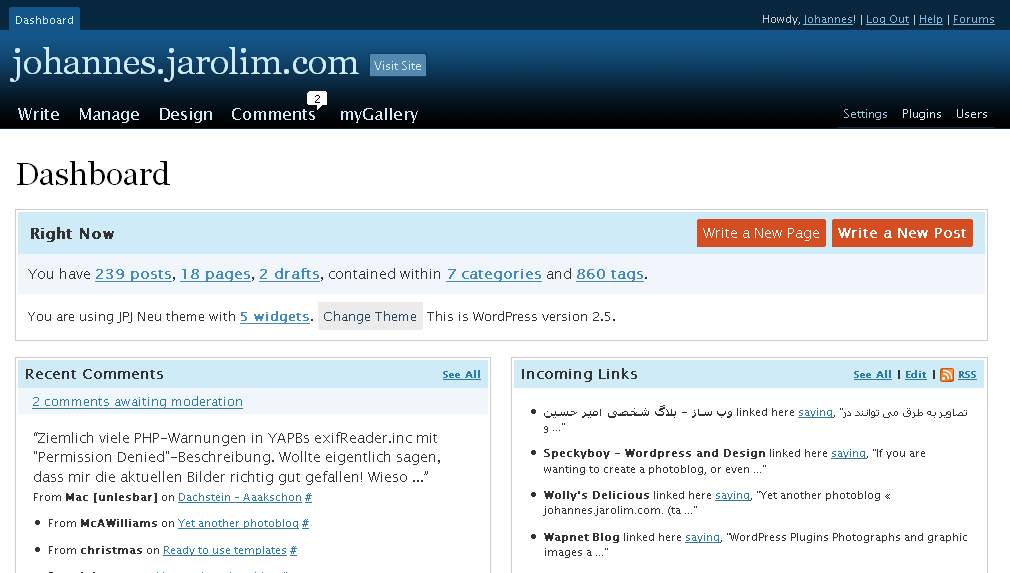 Dashboard
Howdy, Johannes! | Log Out | Help | Forums
johannes.jarolim.com Visit Site
2
Write Manage Design Comments myGallery
Settings Plugins Users
Dashboard
Right Now
Write a New Page Write a New Post
You have 239 posts, 18 pages, 2 drafts, contained within 7 categories and 860 tags.
You are using JPJ Neu theme with 5 widgets. Change Theme This is WordPress version 2.5.
Recent Comments See All
2 comments awaiting moderation
“Ziemlich viele PHP-Warnungen in YAPBs exifReader.inc mit
"Permission Denied"-Beschreibung. Wollte eigentlich sagen,
dass mir die aktuellen Bilder richtig gut gefallen! Wieso ...”
From Mac [unlesbar] on Dachstein - Aaakschon #
From McAWilliams on Yet another photoblog #
From christmas on Ready to use templates #
Incoming Links See All | Edit | RSS
وب ساز - بلاگ شخصی امیر حسین linked here saying, "تصاویر به طرق می توانند در
و ..."
Speckyboy - Wordpress and Design linked here saying, "If you are
wanting to create a photoblog, or even ..."
Wolly's Delicious linked here saying, "Yet another photoblog «
johannes.jarolim.com. (ta ..."
Wapnet Blog linked here saying, "WordPress Plugins Photographs and graphic
images a ..."